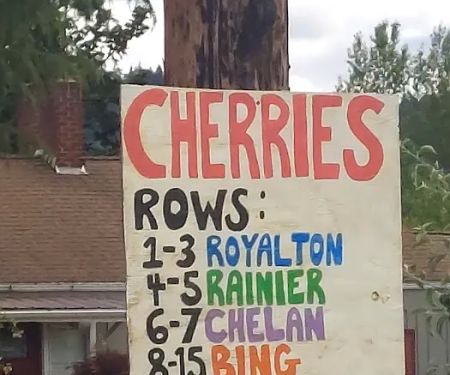 CHERRIES
ROWS:
1-3 ROYALTON
4-5 RAINIER
6-7 CHELAN
8-15 BING